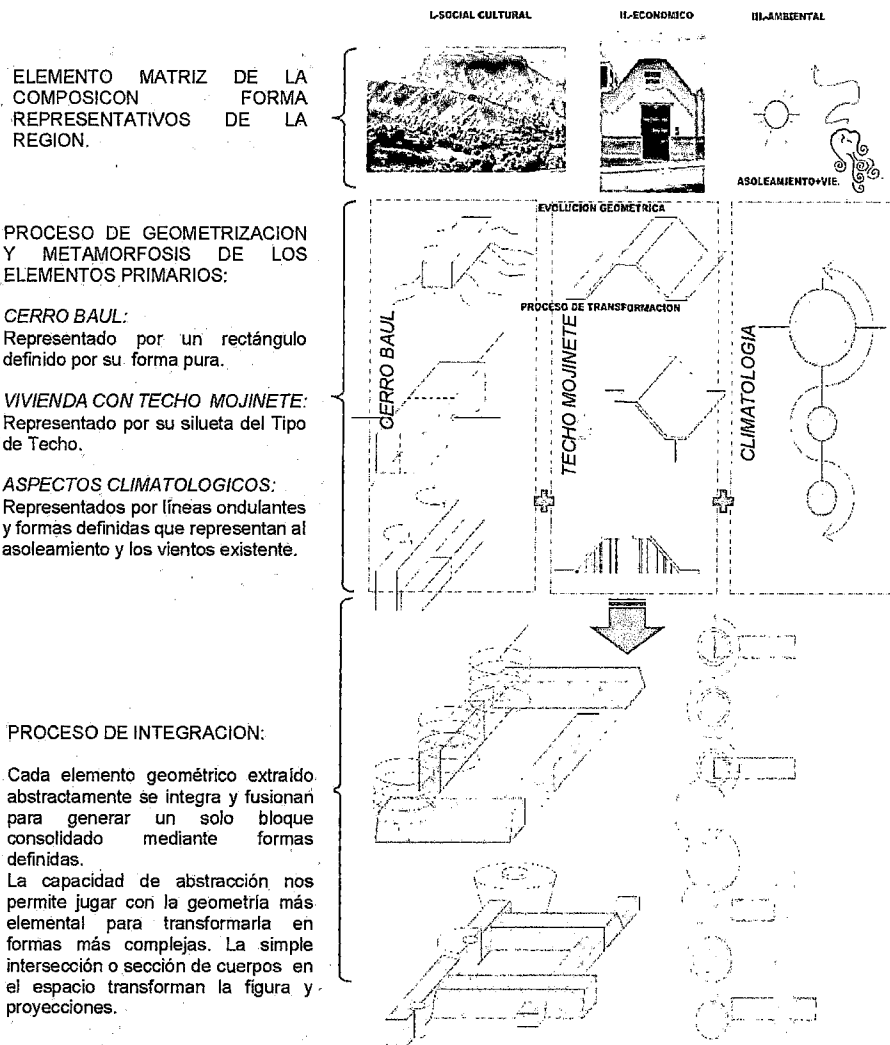 I.-SOCIAL CULTURAL
II.-ECONOMICO
III.-AMBIENTAL
ELEMENTO MATRIZ DE LA
COMPOSICON FORMA
REPRESENTATIVOS DE LA
REGION.
ASOLEAMIENTO+VIE.
PROCESO DE GEOMETRIZACION
Y METAMORFOSIS DE LOS
ELEMENTOS PRIMARIOS:
CERRO BAUL:
Representado por un rectángulo
definido por su forma pura.
VIVIENDA CON TECHO MOJINETE:
Representado por su silueta del Tipo
de Techo.
ASPECTOS CLIMATOLOGICOS:
Representados por líneas ondulantes
y formas definidas que representan al
asoleamiento y los vientos existente.
EVOLUCION GEOMETRICA
PROCESO DE TRANSFORMACION
CERRO BAUL
TECHO MOJINETE
CLIMATOLOGIA
PROCESO DE INTEGRACION:
Cada elemento geométrico extraído
abstractamente se integra y fusionan
para generar un solo bloque
consolidado mediante formas
definidas.
La capacidad de abstracción nos
permite jugar con la geometría más
elemental para transformarla en
formas más complejas. La simple
intersección o sección de cuerpos en
el espacio transforman la figura y
proyecciones.